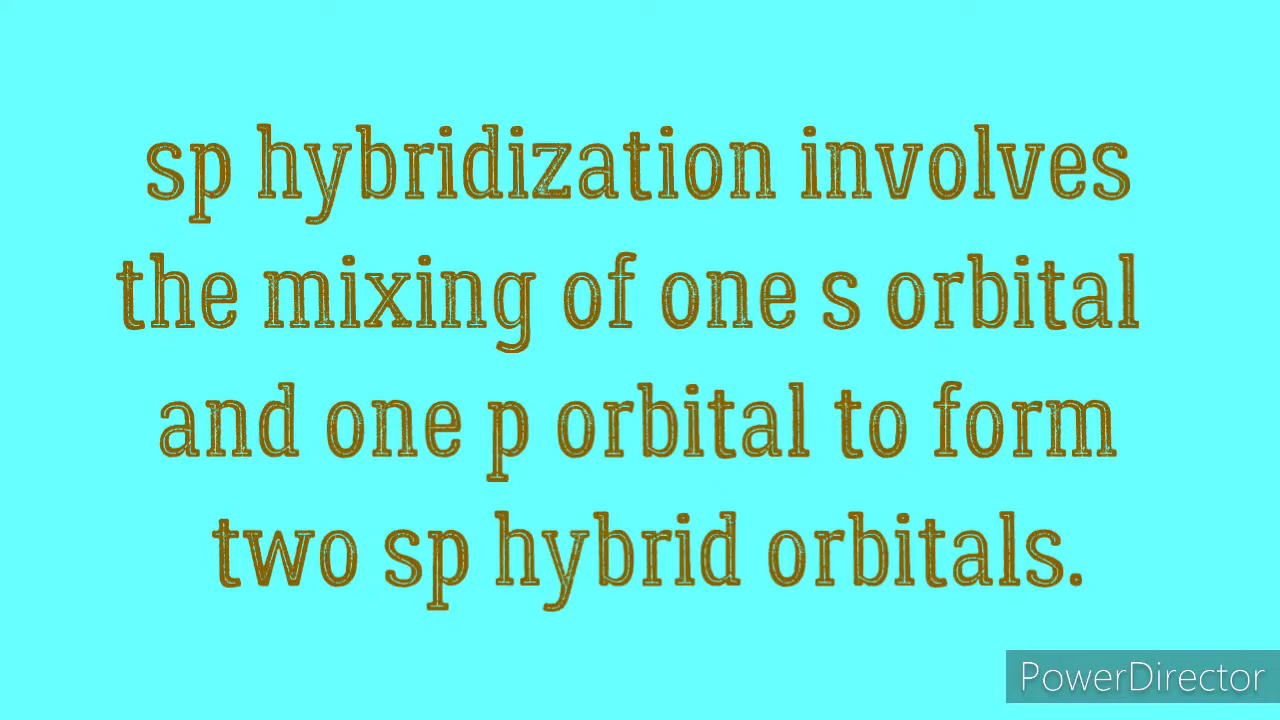 sp hybridization involves
the mixing of one s orbital
and one p orbital to form
two sp hybrid orbitals.
PowerDirector